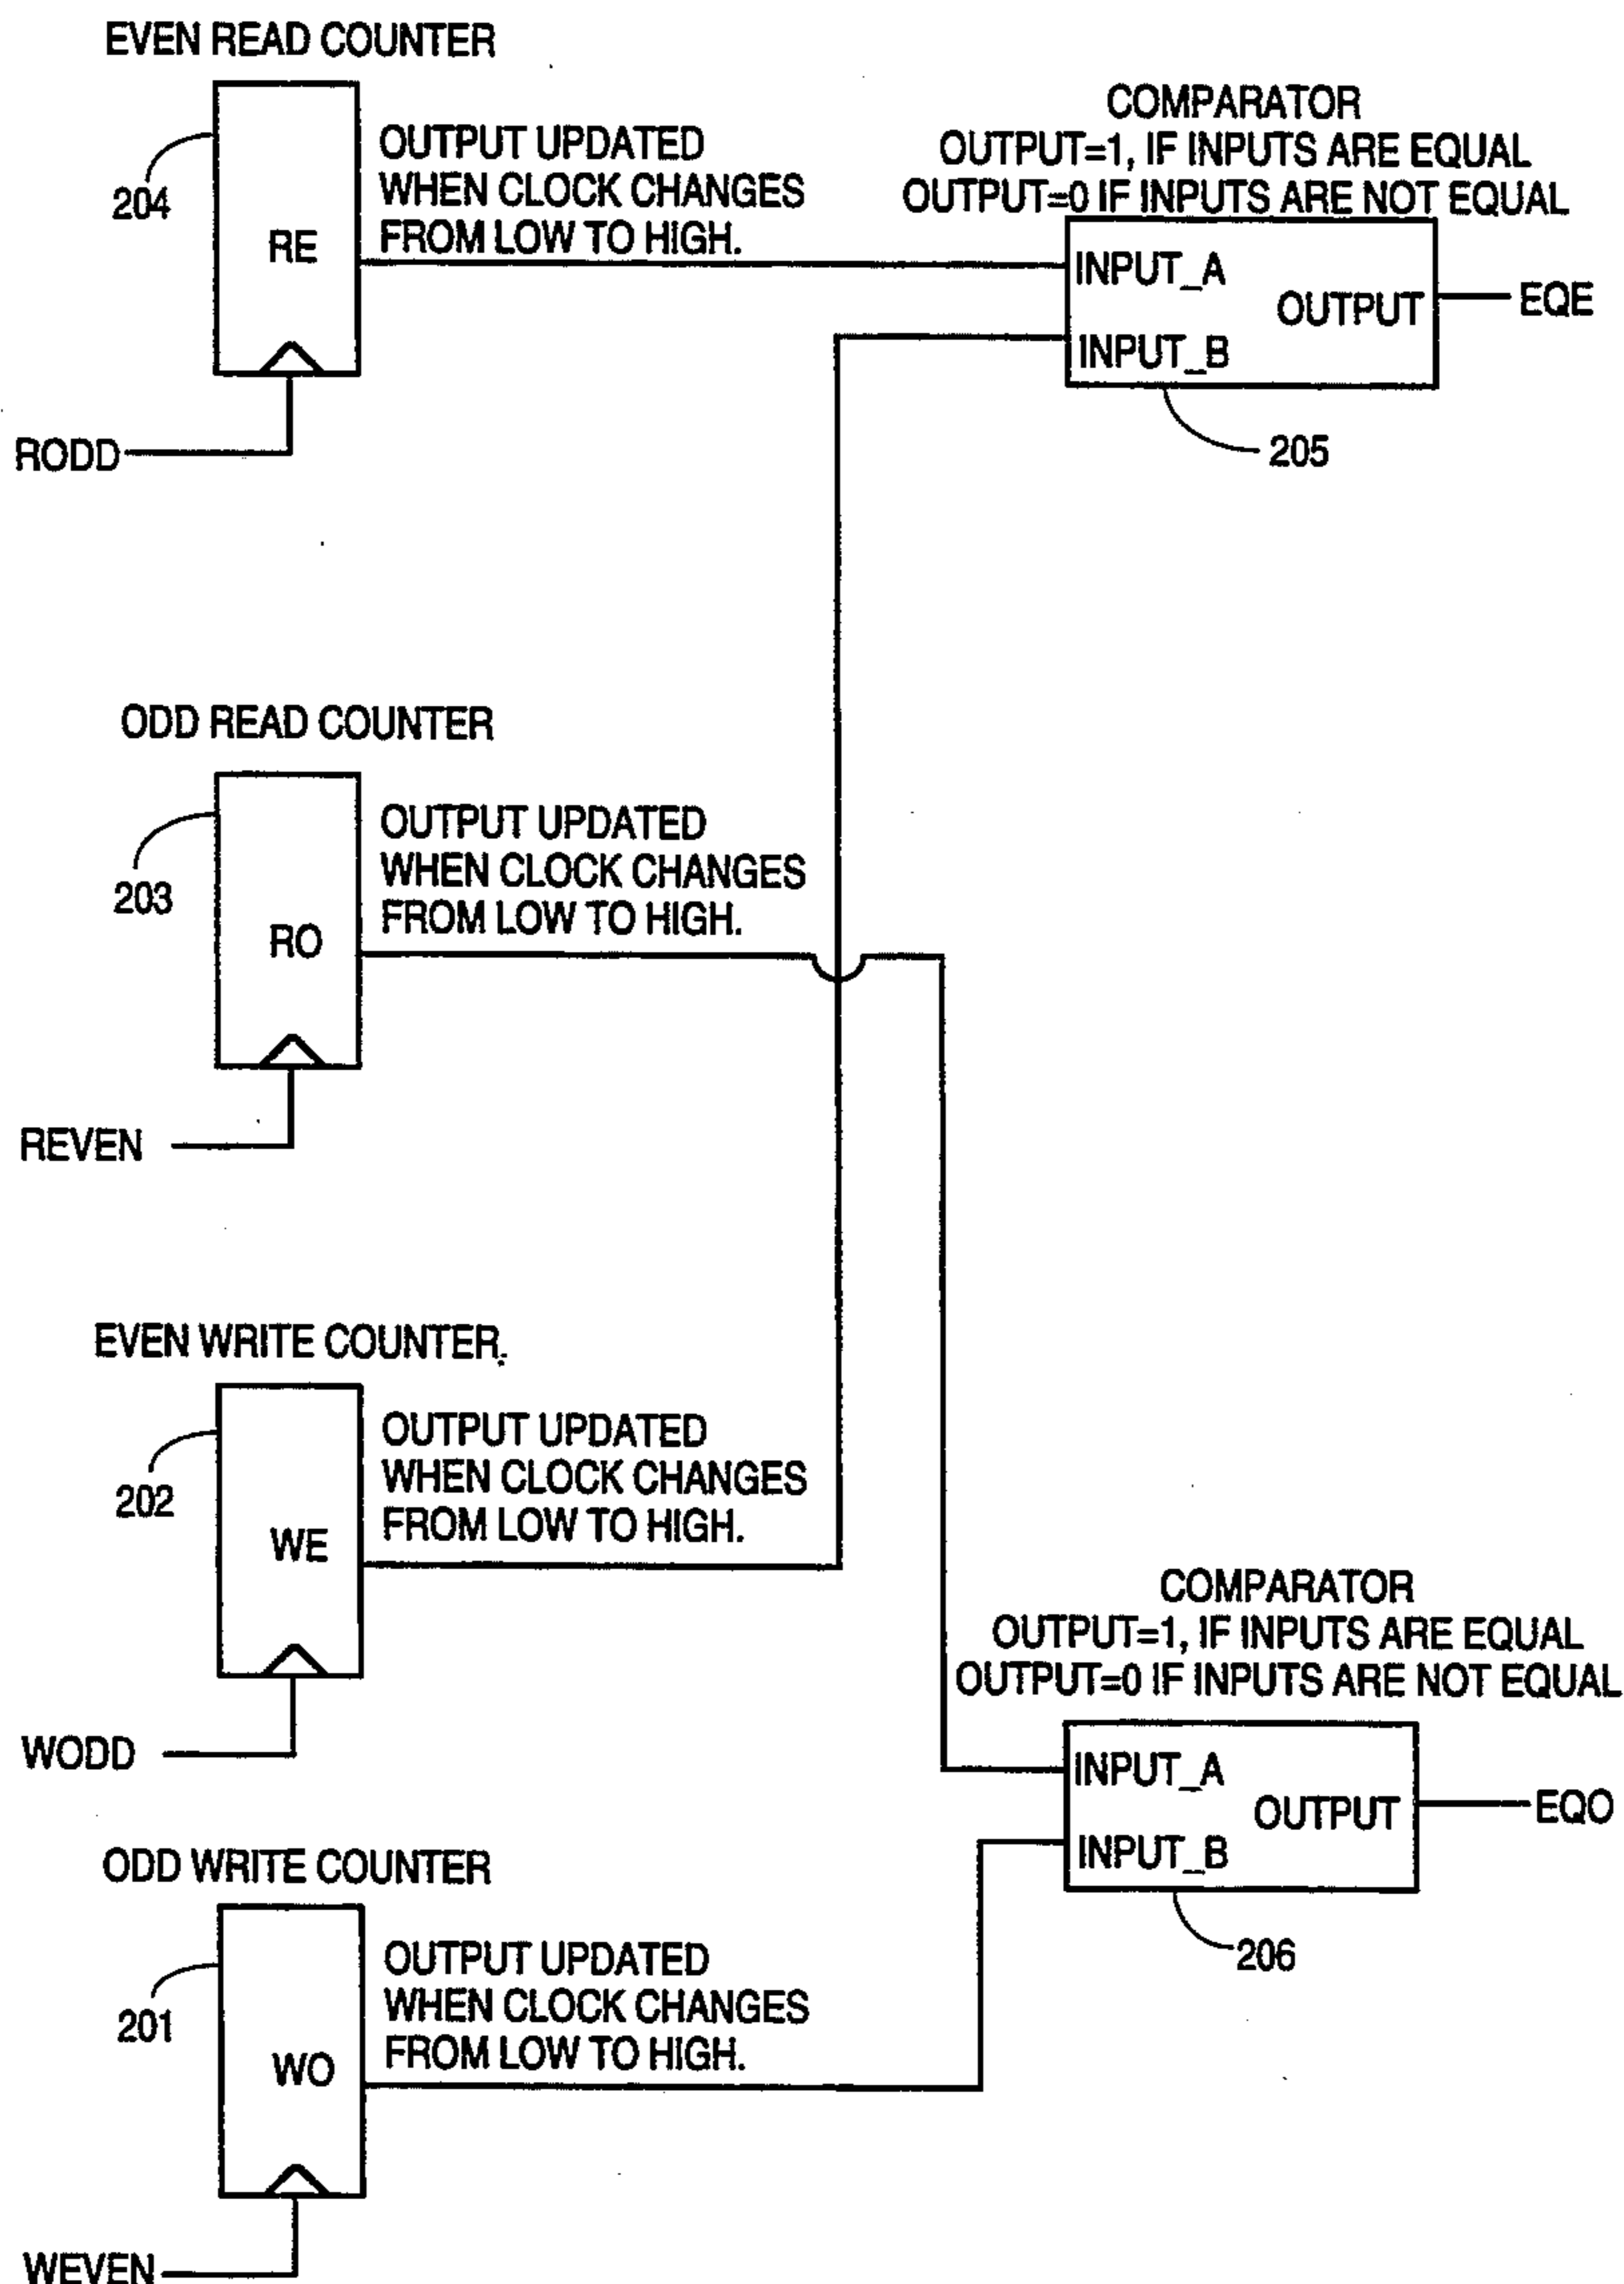 EVEN READ COUNTER
204
RE
OUTPUT UPDATED
WHEN CLOCK CHANGES
FROM LOW TO HIGH.
RODD
COMPARATOR
OUTPUT=1, IF INPUTS ARE EQUAL
OUTPUT=0 IF INPUTS ARE NOT EQUAL
INPUT_A
OUTPUT
INPUT_B
EQE
205
ODD READ COUNTER
203
RO
OUTPUT UPDATED
WHEN CLOCK CHANGES
FROM LOW TO HIGH.
REVEN
EVEN WRITE COUNTER
202
WE
OUTPUT UPDATED
WHEN CLOCK CHANGES
FROM LOW TO HIGH.
WODD
COMPARATOR
OUTPUT=1, IF INPUTS ARE EQUAL
OUTPUT=0 IF INPUTS ARE NOT EQUAL
INPUT_A
OUTPUT
INPUT_B
EQO
206
ODD WRITE COUNTER
201
WO
OUTPUT UPDATED
WHEN CLOCK CHANGES
FROM LOW TO HIGH.
WEVEN